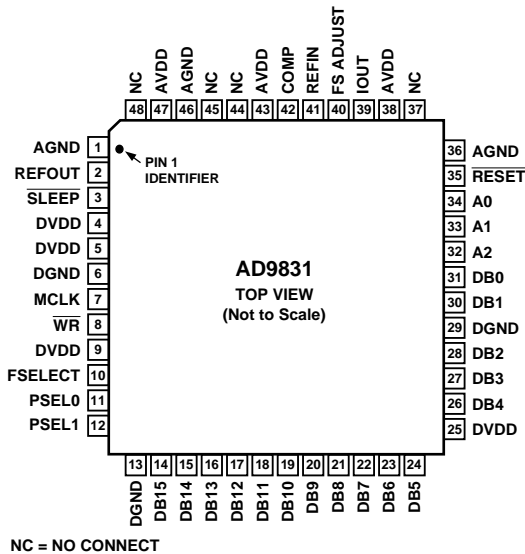 NC
AVDD
AGND
NC
NC
AVDD
COMP
REFIN
FS ADJUST
IOUT
AVDD
NC
48 47 46 45 44 43 42 41 40 39 38 37
AGND 1
REFOUT 2
SLEEP 3
DVDD 4
DVDD 5
DGND 6
MCLK 7
WR 8
DVDD 9
FSELECT 10
PSEL0 11
PSEL1 12
PIN 1
IDENTIFIER
AD9831
TOP VIEW
(Not to Scale)
36 AGND
35 RESET
34 A0
33 A1
32 A2
31 DB0
30 DB1
29 DGND
28 DB2
27 DB3
26 DB4
25 DVDD
13 14 15 16 17 18 19 20 21 22 23 24
DGND
DB15
DB14
DB13
DB12
DB11
DB10
DB9
DB8
DB7
DB6
DB5
NC = NO CONNECT